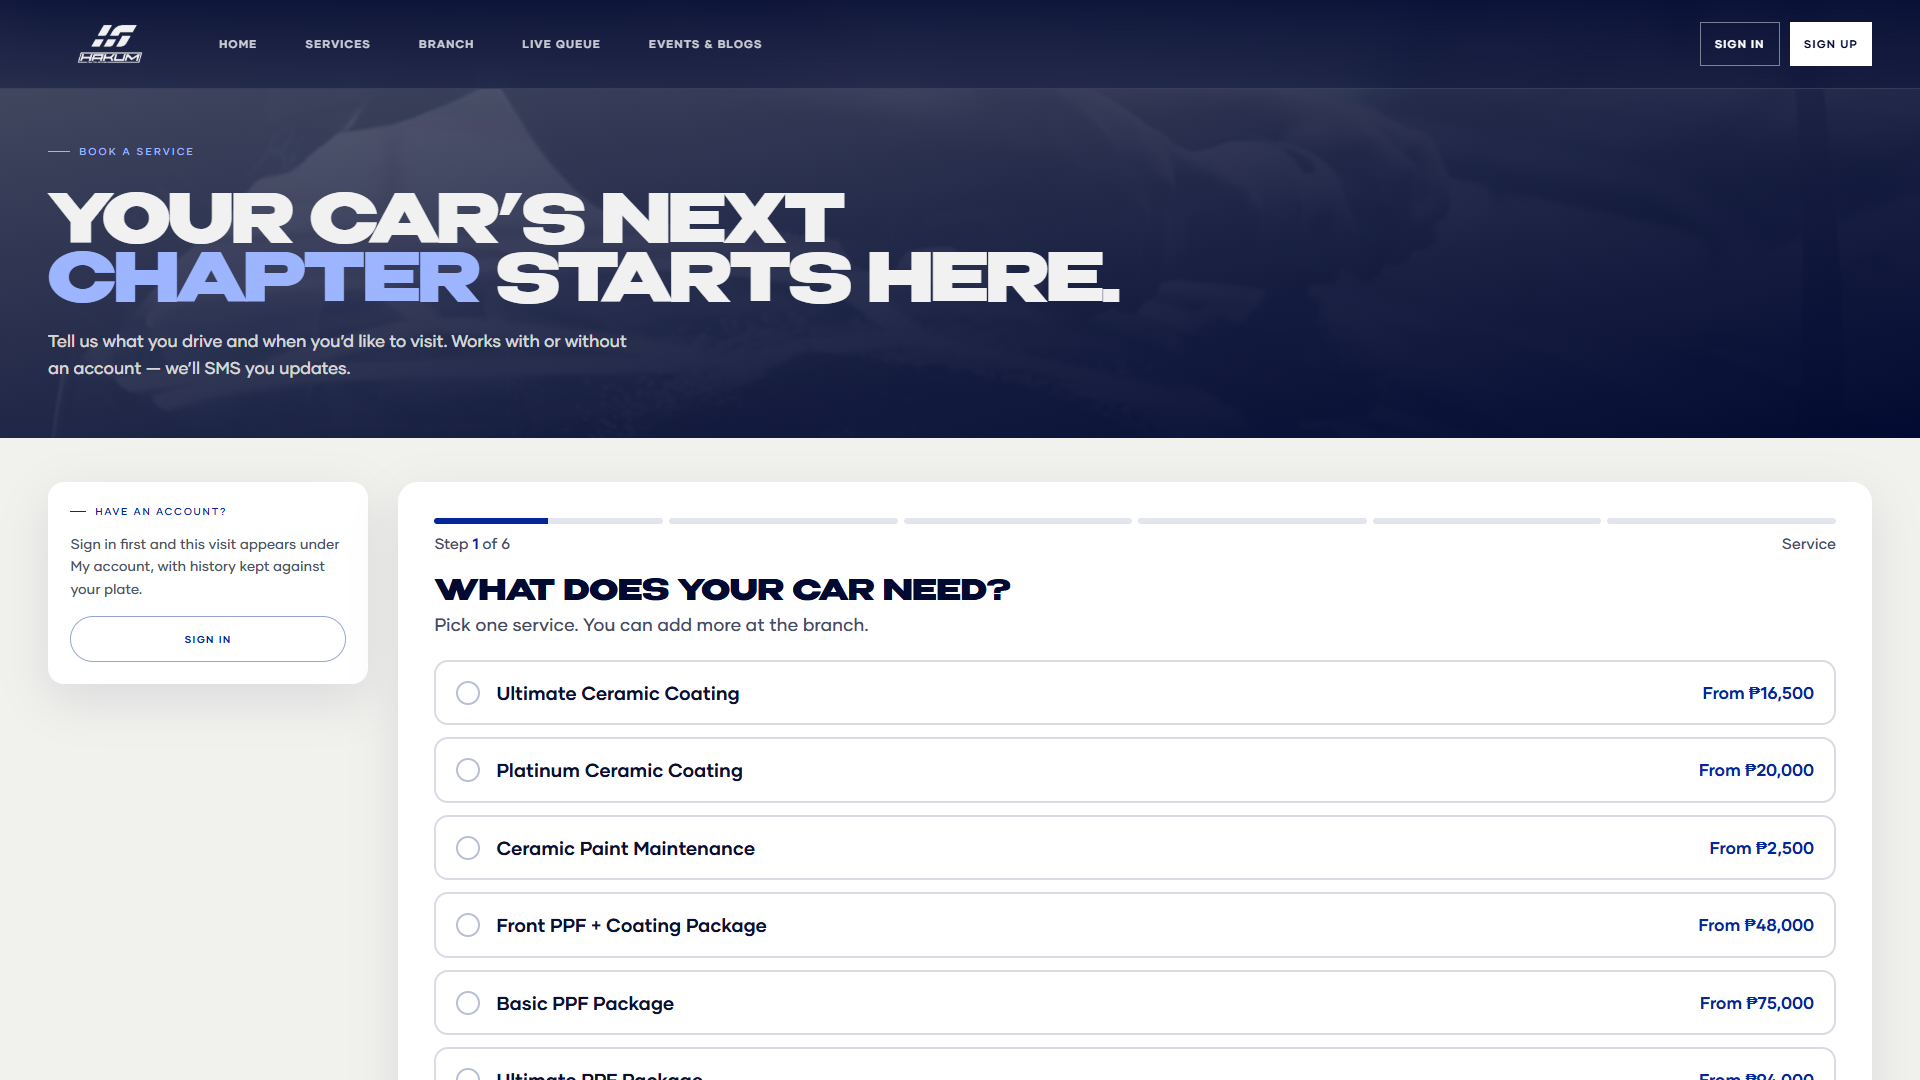 HAKUM
HOME
SERVICES
BRANCH
LIVE QUEUE
EVENTS & BLOGS
SIGN IN
SIGN UP
BOOK A SERVICE
YOUR CAR’S NEXT
CHAPTER STARTS HERE.
Tell us what you drive and when you’d like to visit. Works with or without
an account — we’ll SMS you updates.
HAVE AN ACCOUNT?
Sign in first and this visit appears under
My account, with history kept against
your plate.
SIGN IN
Step 1 of 6
Service
WHAT DOES YOUR CAR NEED?
Pick one service. You can add more at the branch.
Ultimate Ceramic Coating
From ₱16,500
Platinum Ceramic Coating
From ₱20,000
Ceramic Paint Maintenance
From ₱2,500
Front PPF + Coating Package
From ₱48,000
Basic PPF Package
From ₱75,000
Ultimate PPF Package
From ₱94,000